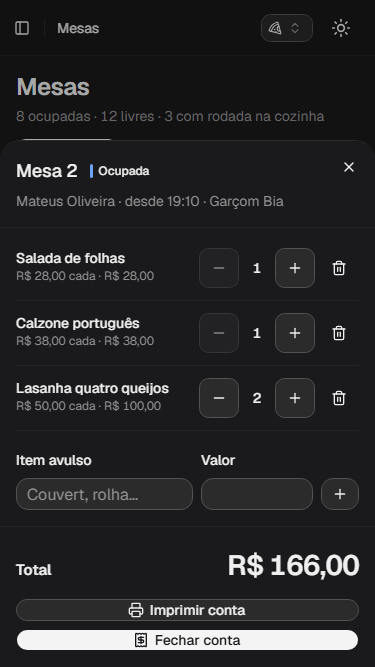 Mesas
Mesas
8 ocupadas · 12 livres · 3 com rodada na cozinha
Mesa 2 Ocupada
Mateus Oliveira · desde 19:10 · Garçom Bia
Salada de folhas
R$ 28,00 cada · R$ 28,00
1
Calzone português
R$ 38,00 cada · R$ 38,00
1
Lasanha quatro queijos
R$ 50,00 cada · R$ 100,00
2
Item avulso Valor
Couvert, rolha...
Total R$ 166,00
Imprimir conta
Fechar conta